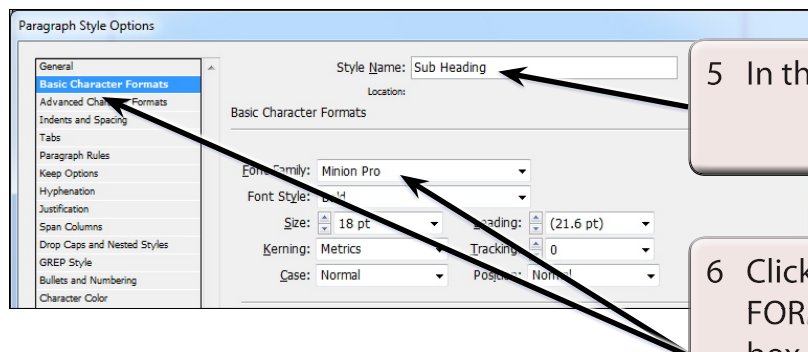 Paragraph Style Options
General
Basic Character Formats
Advanced Character Formats
Indents and Spacing
Tabs
Paragraph Rules
Keep Options
Hyphenation
Justification
Span Columns
Drop Caps and Nested Styles
GREP Style
Bullets and Numbering
Character Color
Style Name: Sub Heading
Location:
Basic Character Formats
Font Family: Minion Pro
Font Style: Bold
Size: 18 pt Leading: (21.6 pt)
Kerning: Metrics Tracking: 0
Case: Normal Position: Normal
5 In th
6 Click
FOR
box